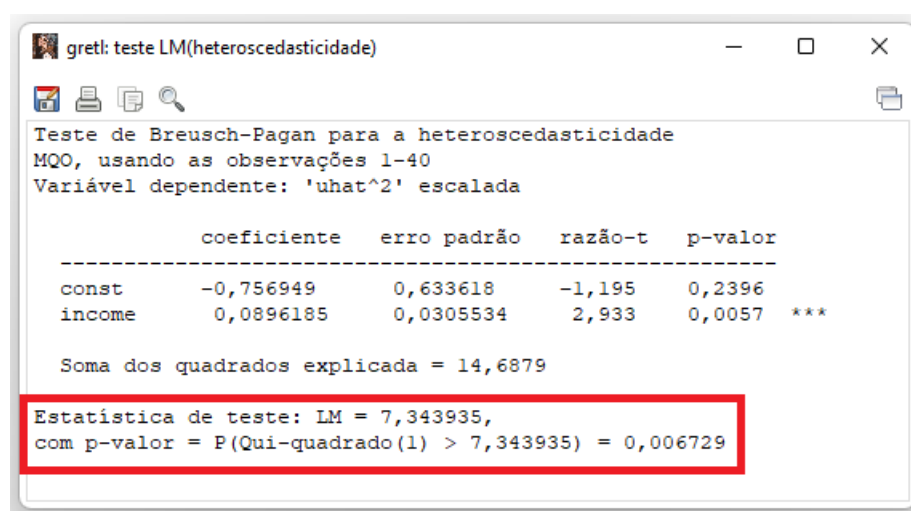 gretl: teste LM(heteroscedasticidade)
Teste de Breusch-Pagan para a heteroscedasticidade
MQO, usando as observações 1-40
Variável dependente: 'uhat^2' escalada
coeficiente erro padrão razão-t p-valor
-------------------------------------------------------
const -0,756949 0,633618 -1,195 0,2396
income 0,0896185 0,0305534 2,933 0,0057 ***
Soma dos quadrados explicada = 14,6879
Estatística de teste: LM = 7,343935,
com p-valor = P(Qui-quadrado(1) > 7,343935) = 0,006729